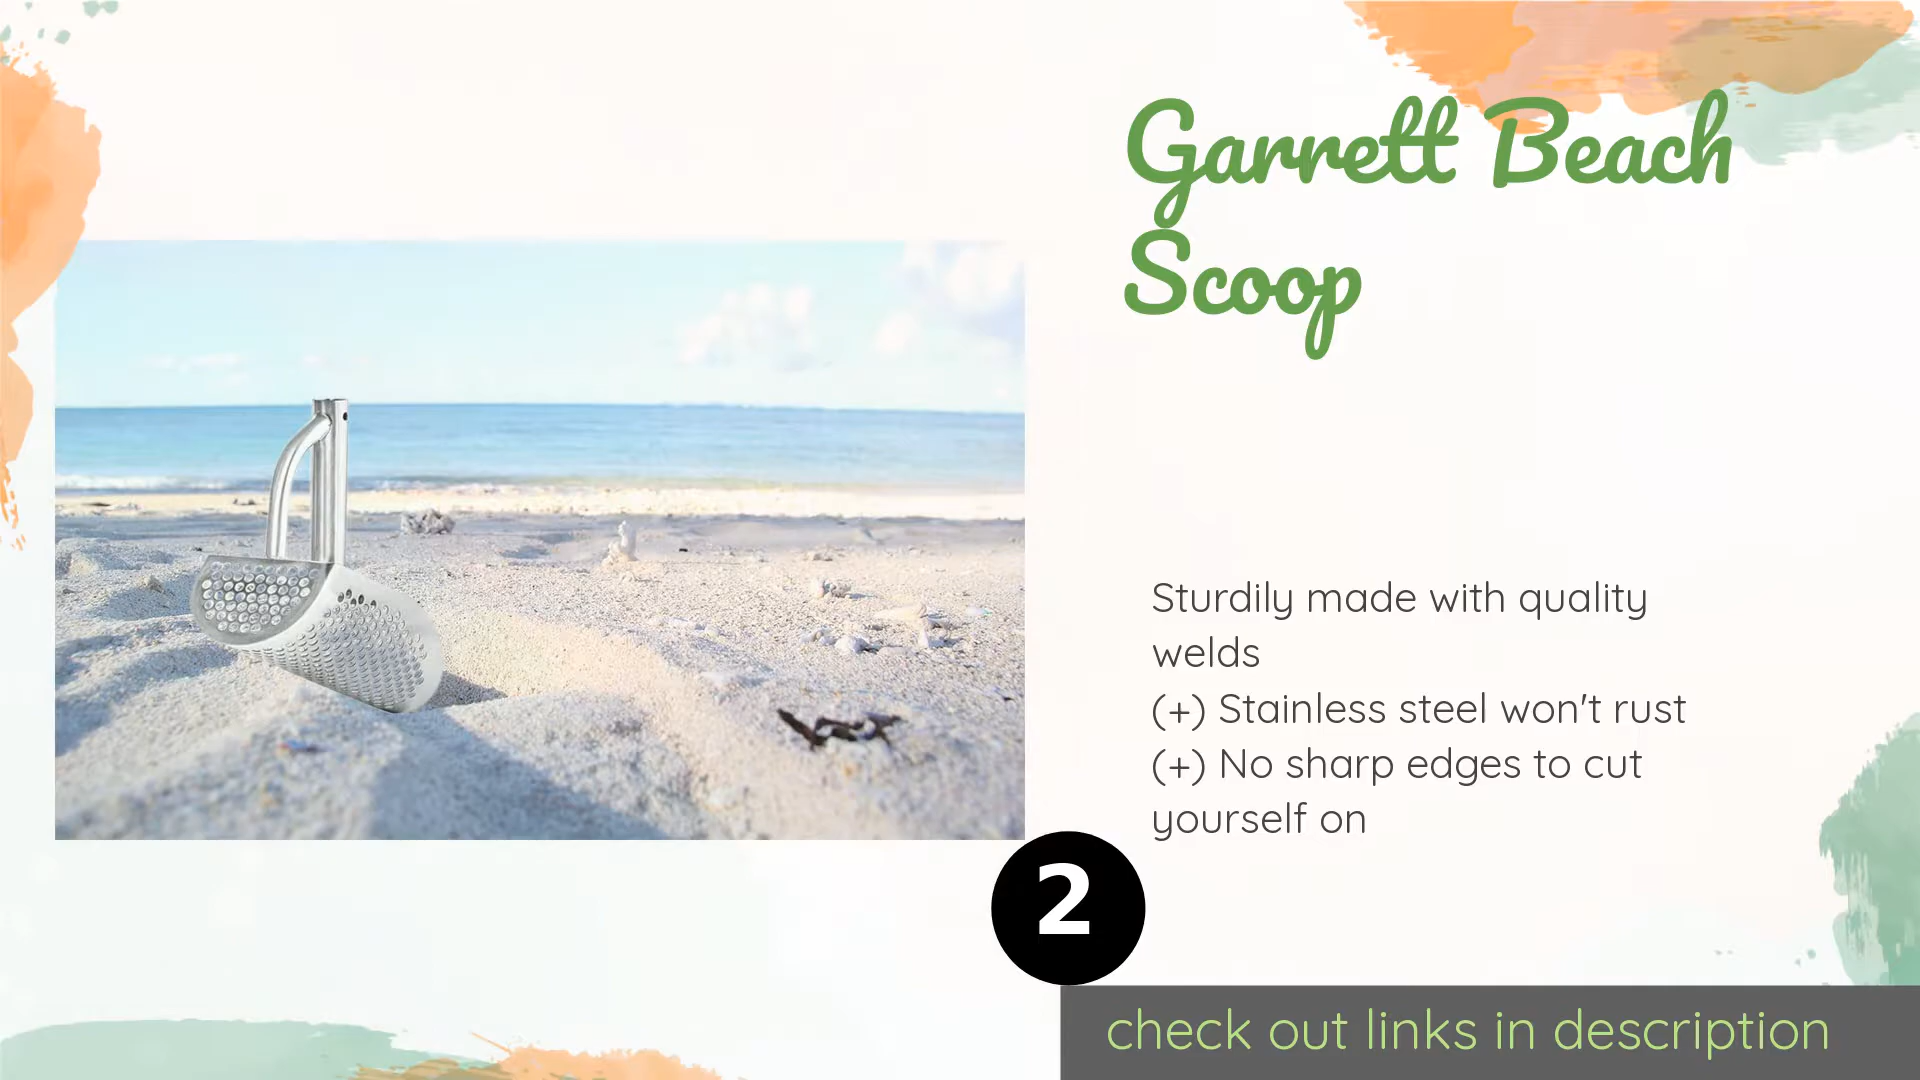 Garrett Beach
Scoop
Sturdily made with quality
welds
(+) Stainless steel won't rust
(+) No sharp edges to cut
yourself on
2
check out links in description